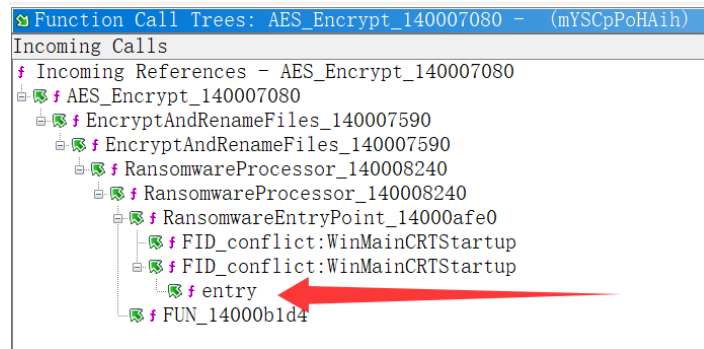 Function Call Trees: AES_Encrypt_140007080 - (mYSCpPoHAih)
Incoming Calls
f Incoming References - AES_Encrypt_140007080
f AES_Encrypt_140007080
f EncryptAndRenameFiles_140007590
f EncryptAndRenameFiles_140007590
f RansomwareProcessor_140008240
f RansomwareProcessor_140008240
f RansomwareEntryPoint_14000afe0
f FID_conflict:WinMainCRTStartup
f FID_conflict:WinMainCRTStartup
f entry
f FUN_14000b1d4